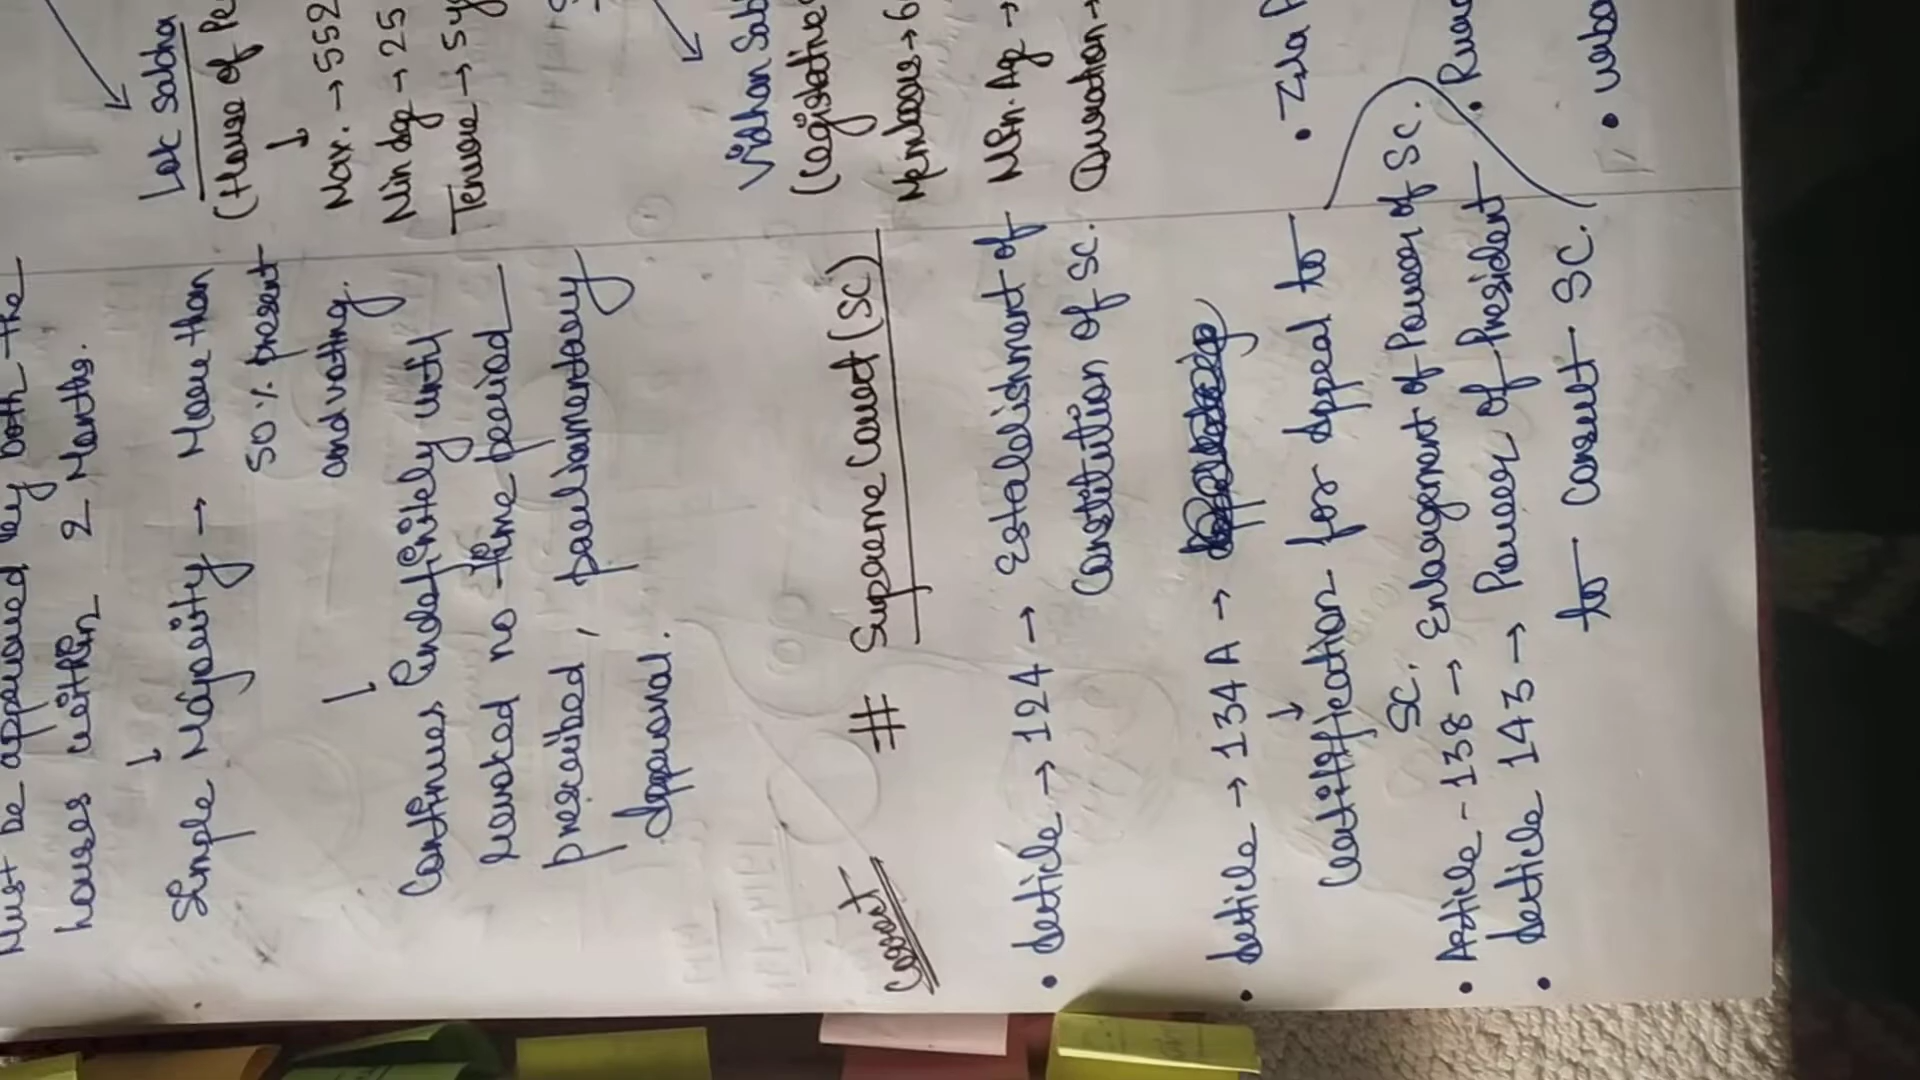 Must be approved by both the
houses within 2 Months.
↓
Simple Majority → More than
50% present
and voting.
↓
Continues indefinitely until
revoked no time period
prescribed, parliamentary
Approval.
# Supreme Court (SC)
• Article → 124 → Establishment of
Constitution of SC.
• Article → 134 A →
↓
Certification for Appeal to
SC.
• Article - 138 → Enlargement of Power of SC.
• Article 143 → Power of President
to Consult SC.
Lok Sabha
(House of Pe
↓
Max. → 552
Min Age → 25
Tenure → 5 y
Vidhan Sab
(Legislative
Members → 6
Min. Ag →
Duration →
• Zila P
• Rura
• Urba